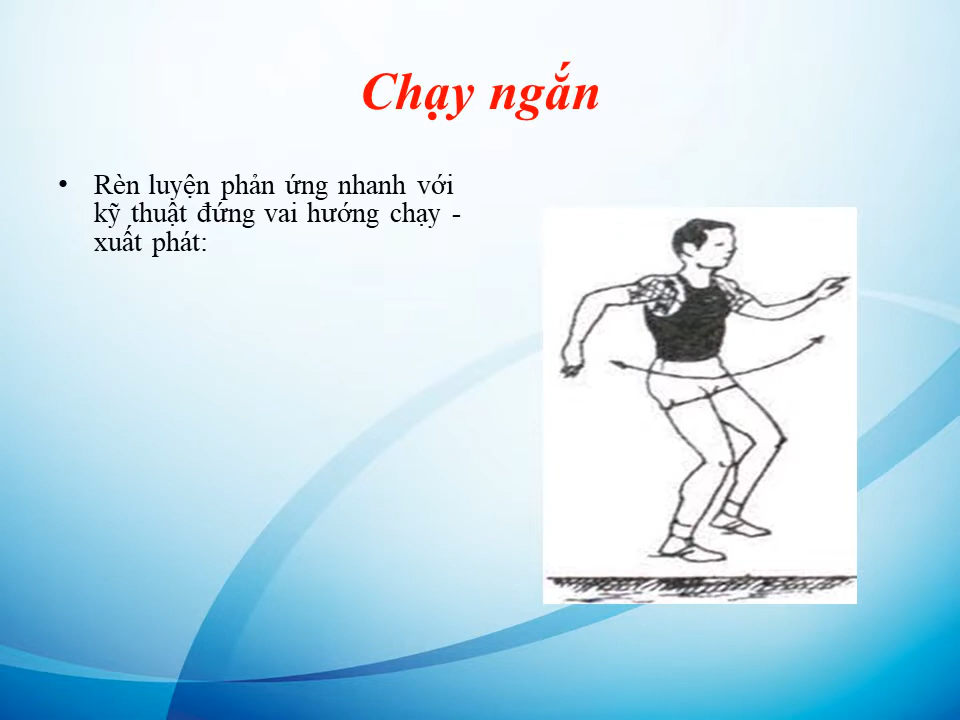 Chạy ngắn
• Rèn luyện phản ứng nhanh với
kỹ thuật đứng vai hướng chạy -
xuất phát: